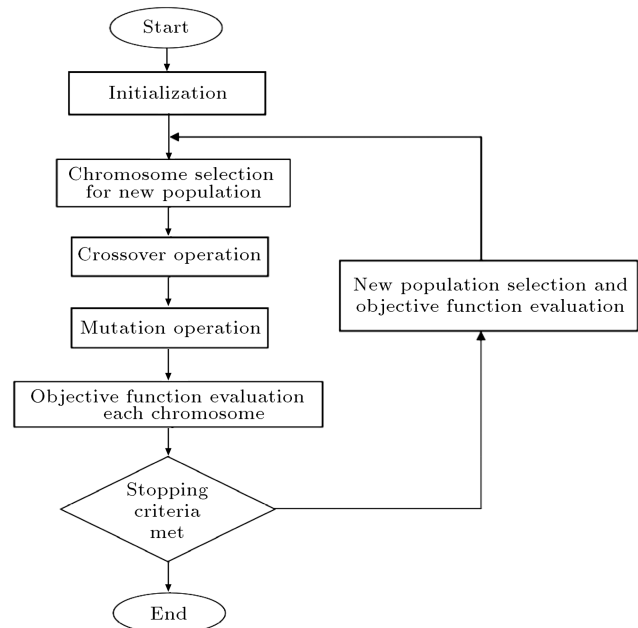 Start
Initialization
Chromosome selection
for new population
Crossover operation
Mutation operation
Objective function evaluation
each chromosome
Stopping
criteria
met
End
New population selection and
objective function evaluation